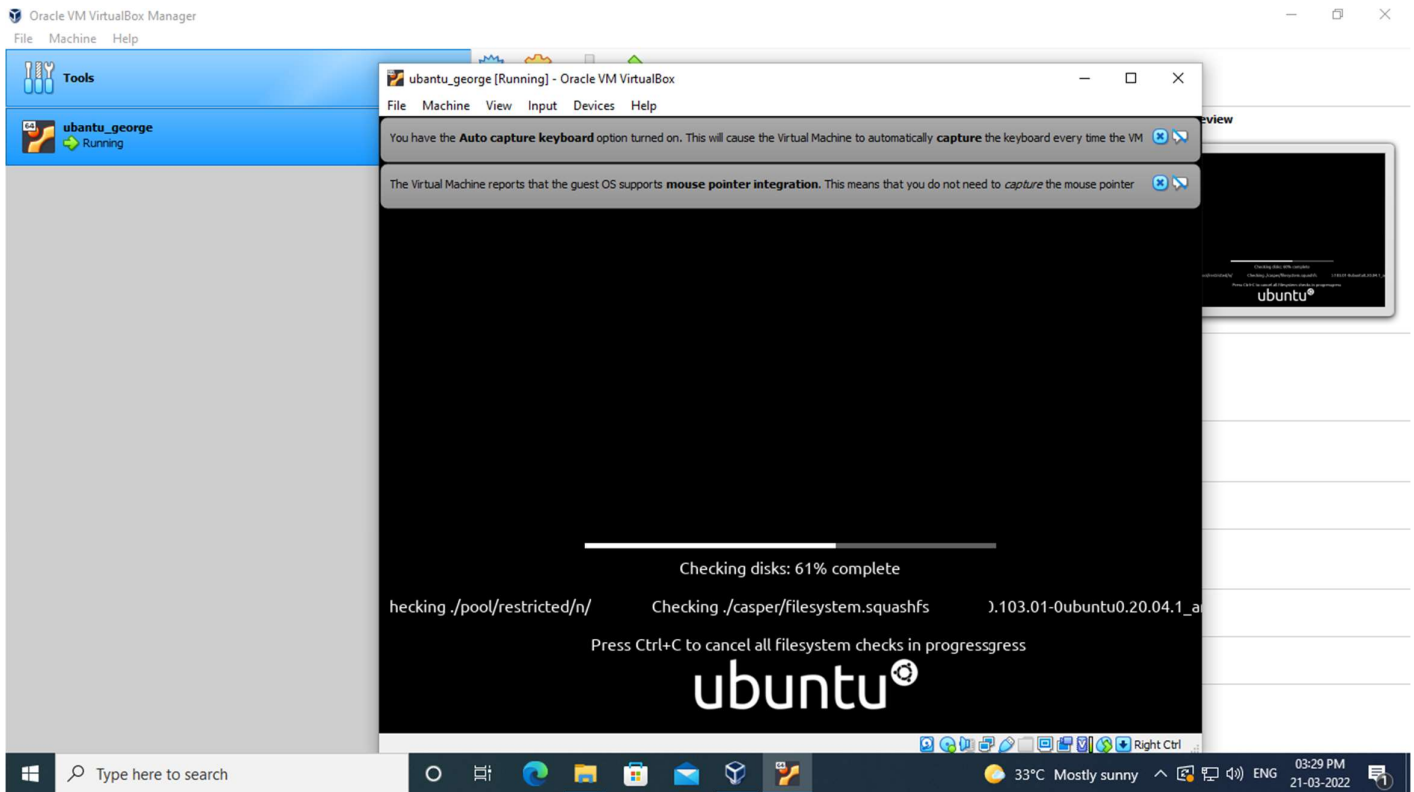 Oracle VM VirtualBox Manager
File Machine Help
Tools
64 ubantu_george
Running
ubantu_george [Running] - Oracle VM VirtualBox
File Machine View Input Devices Help
eview
You have the Auto capture keyboard option turned on. This will cause the Virtual Machine to automatically capture the keyboard every time the VM
The Virtual Machine reports that the guest OS supports mouse pointer integration. This means that you do not need to capture the mouse pointer
ubuntu
Checking disks: 61% complete
hecking ./pool/restricted/n/ Checking ./casper/filesystem.squashfs 0.103.01-0ubuntu0.20.04.1_a
Press Ctrl+C to cancel all filesystem checks in progressgress
ubuntu
Right Ctrl
Type here to search
33°C Mostly sunny ENG
03:29 PM
21-03-2022
1